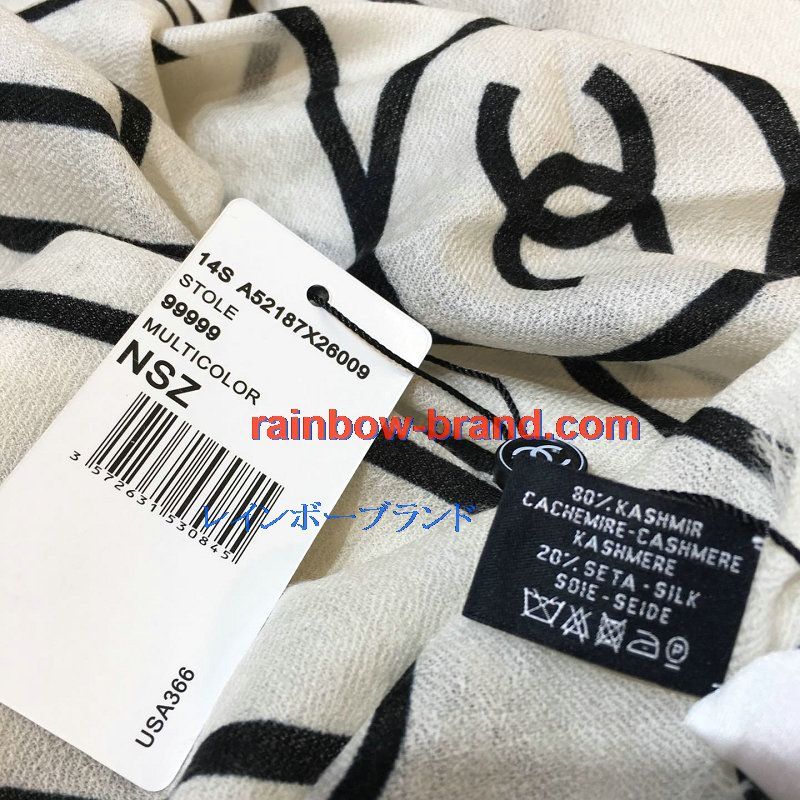 14S A52187X26009
STOLE
99999
MULTICOLOR
NSZ
3 572631 530845
USA366
rainbow-brand.com
レインボーブランド
80% KASHMIR
CACHEMIRE-CASHMERE
KASHMERE
20% SETA-SILK
SOIE-SEIDE
P